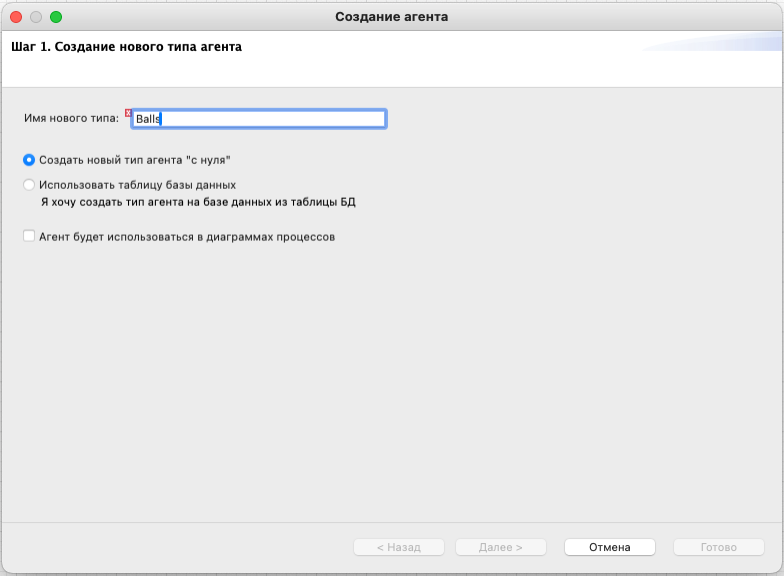 Создание агента
Шаг 1. Создание нового типа агента
Имя нового типа: Balls
Создать новый тип агента "с нуля"
Использовать таблицу базы данных
Я хочу создать тип агента на базе данных из таблицы БД
Агент будет использоваться в диаграммах процессов
< Назад Далее > Отмена Готово